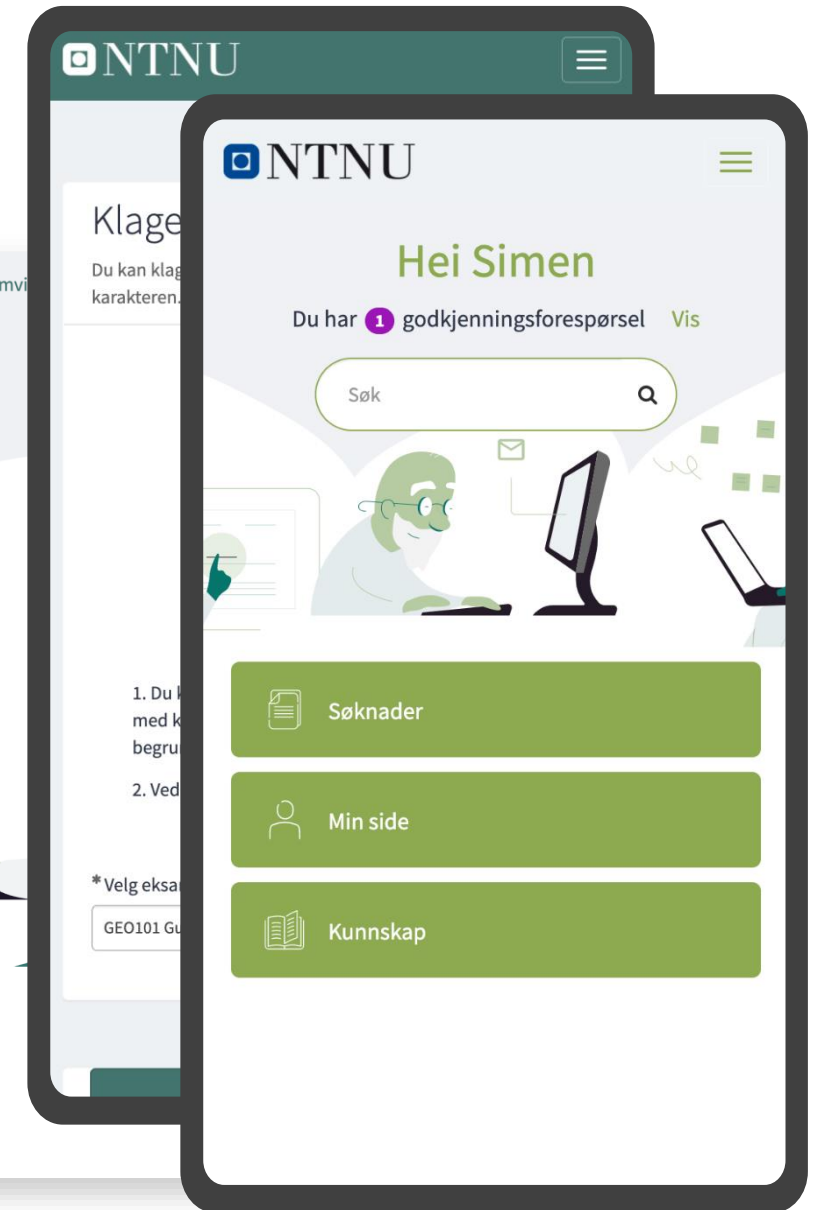 NTNU
Klage
Du kan klag
karakteren.
1. Du k
med k
begru
2. Ved
*Velg eksa
GEO101 Gu
mvi
NTNU
Hei Simen
Du har 1 godkjenningsforespørsel Vis
Søk
Søknader
Min side
Kunnskap